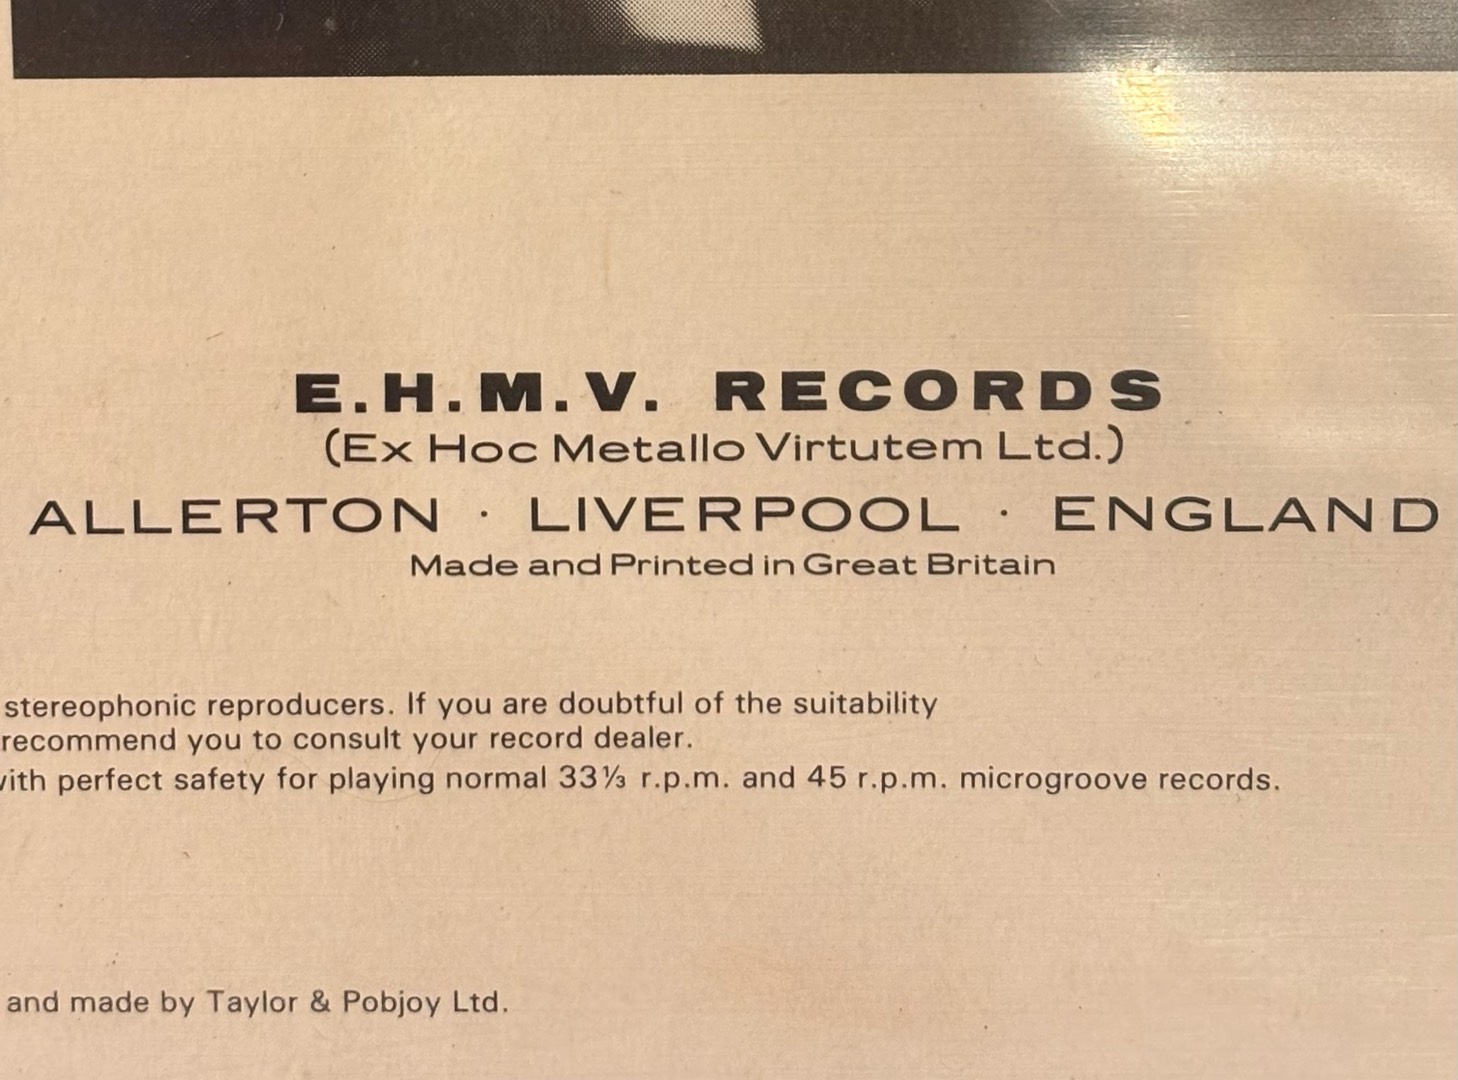 E.H.M.V. RECORDS
(Ex Hoc Metallo Virtutem Ltd.)
ALLERTON · LIVERPOOL · ENGLAND
Made and Printed in Great Britain
stereophonic reproducers. If you are doubtful of the suitability
recommend you to consult your record dealer.
with perfect safety for playing normal 33⅓ r.p.m. and 45 r.p.m. microgroove records.
and made by Taylor & Pobjoy Ltd.